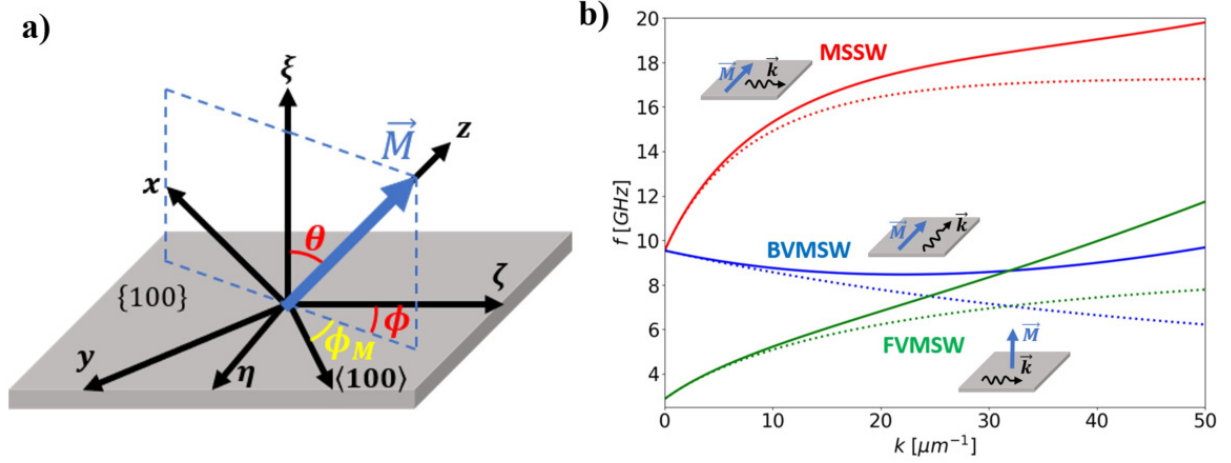 a)
ξ
M⃗
z
x
θ
ζ
{100}
ϕ
ϕ_M
y
η
⟨100⟩
b)
20
18
16
14
12
10
8
6
4
f [GHz]
MSSW
M⃗
k⃗
BVMSW
M⃗
k⃗
FVMSW
M⃗
k⃗
0
10
20
30
40
50
k [μm⁻¹]